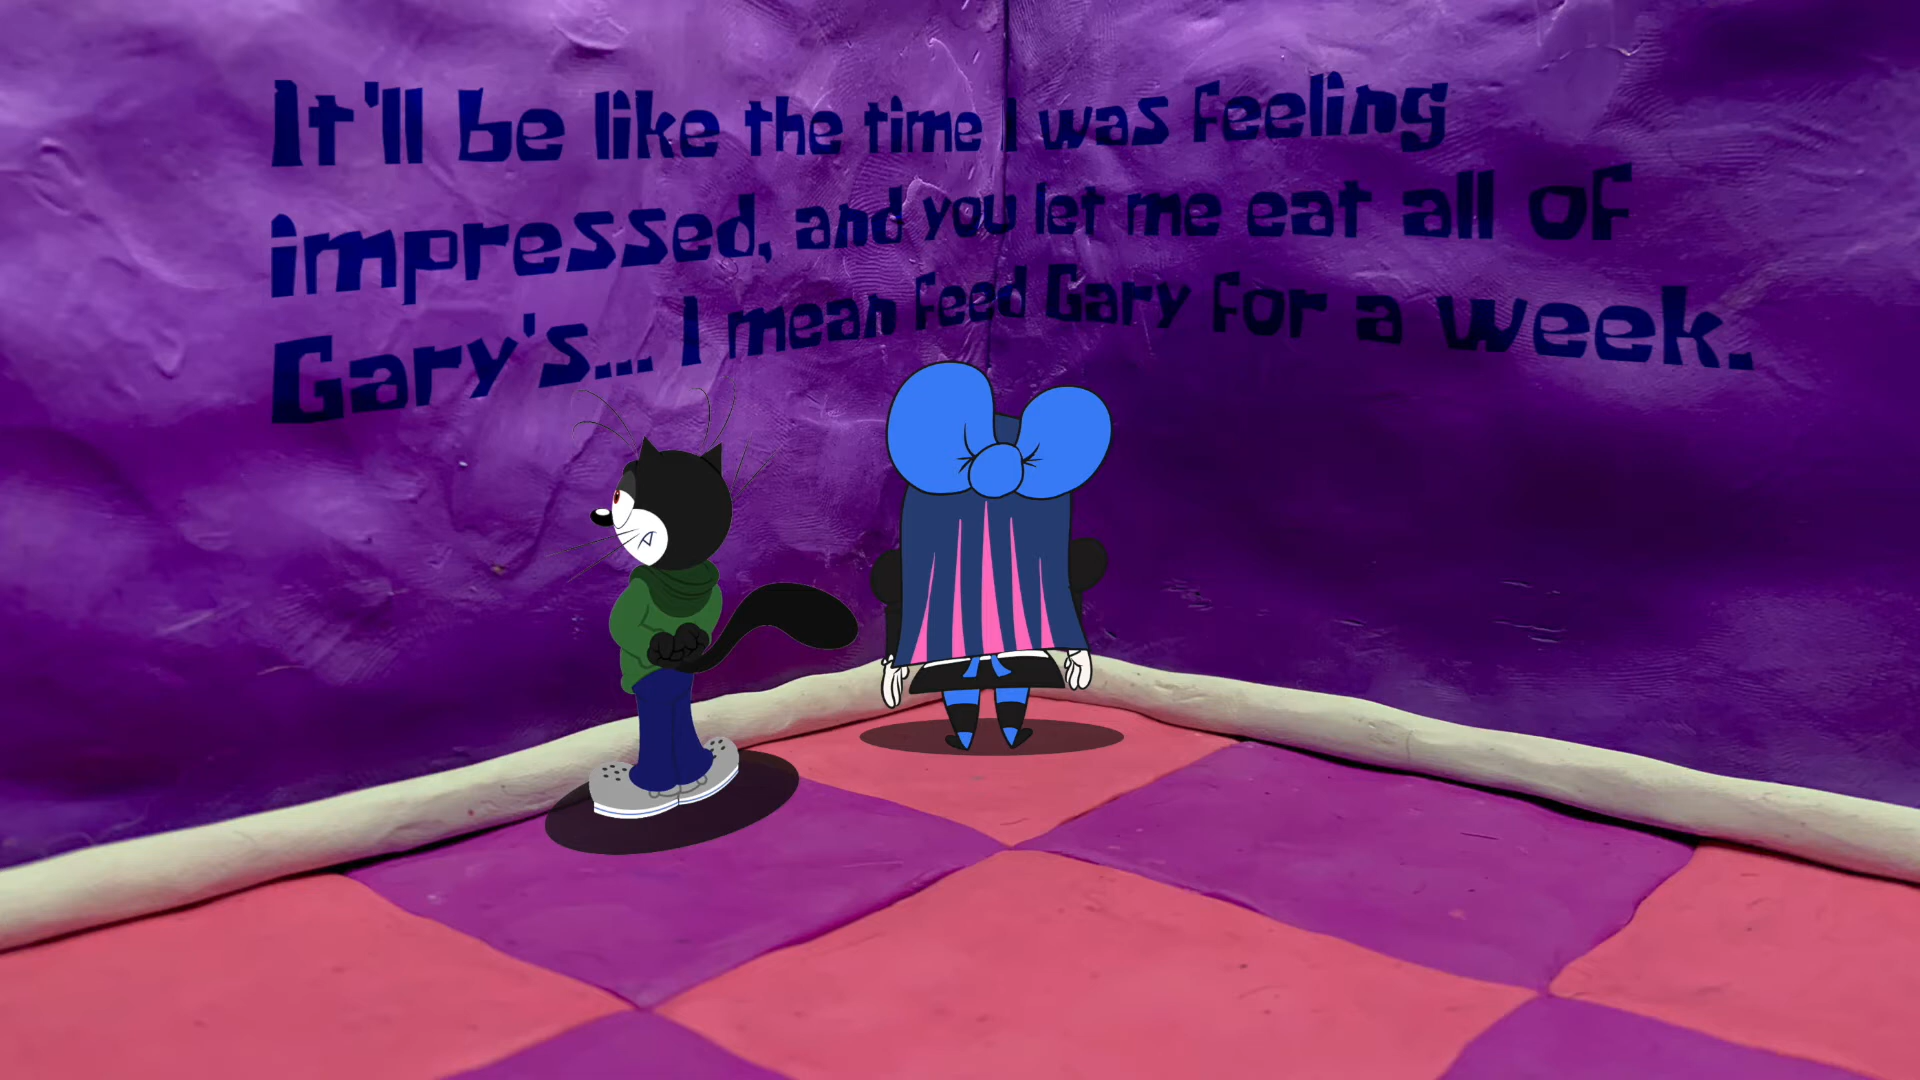 It'll be like the time I was feeling
impressed, and you let me eat all of
Gary's... I mean feed Gary for a week.